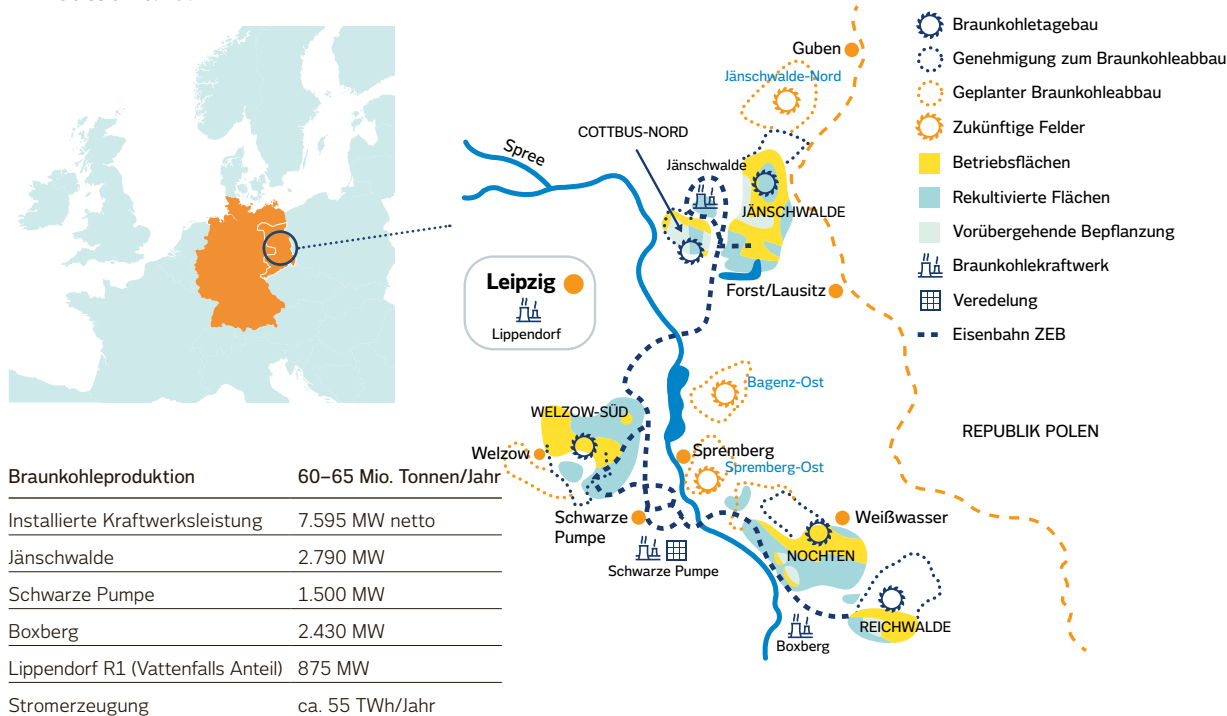 Braunkohletagebau
Genehmigung zum Braunkohleabbau
Geplanter Braunkohleabbau
Zukünftige Felder
Betriebsflächen
Rekultivierte Flächen
Vorübergehende Bepflanzung
Braunkohlekraftwerk
Veredelung
Eisenbahn ZEB
Guben
Jänschwalde-Nord
COTTBUS-NORD
Spree
Jänschwalde
JÄNSCHWALDE
Leipzig
Lippendorf
Forst/Lausitz
Bagenz-Ost
WELZOW-SÜD
REPUBLIK POLEN
Welzow
Spremberg
Spremberg-Ost
Schwarze
Pumpe
Weißwasser
NOCHTEN
Schwarze Pumpe
REICHWALDE
Boxberg
Braunkohleproduktion 60–65 Mio. Tonnen/Jahr
Installierte Kraftwerksleistung 7.595 MW netto
Jänschwalde 2.790 MW
Schwarze Pumpe 1.500 MW
Boxberg 2.430 MW
Lippendorf R1 (Vattenfalls Anteil) 875 MW
Stromerzeugung ca. 55 TWh/Jahr